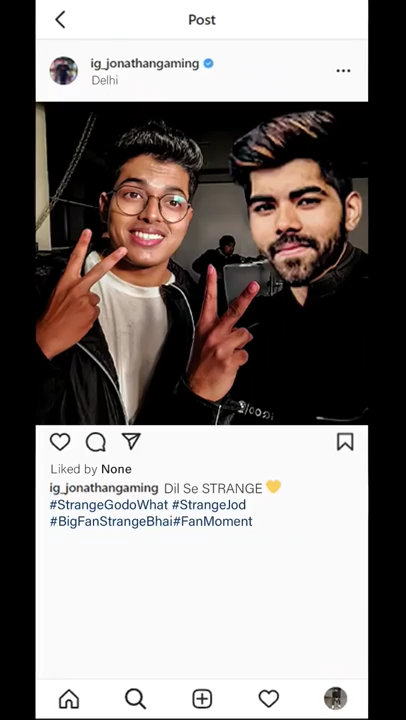 Post
ig_jonathangaming
Delhi
Liked by None
ig_jonathangaming Dil Se STRANGE 💛
#StrangeGodoWhat #StrangeJod
#BigFanStrangeBhai#FanMoment